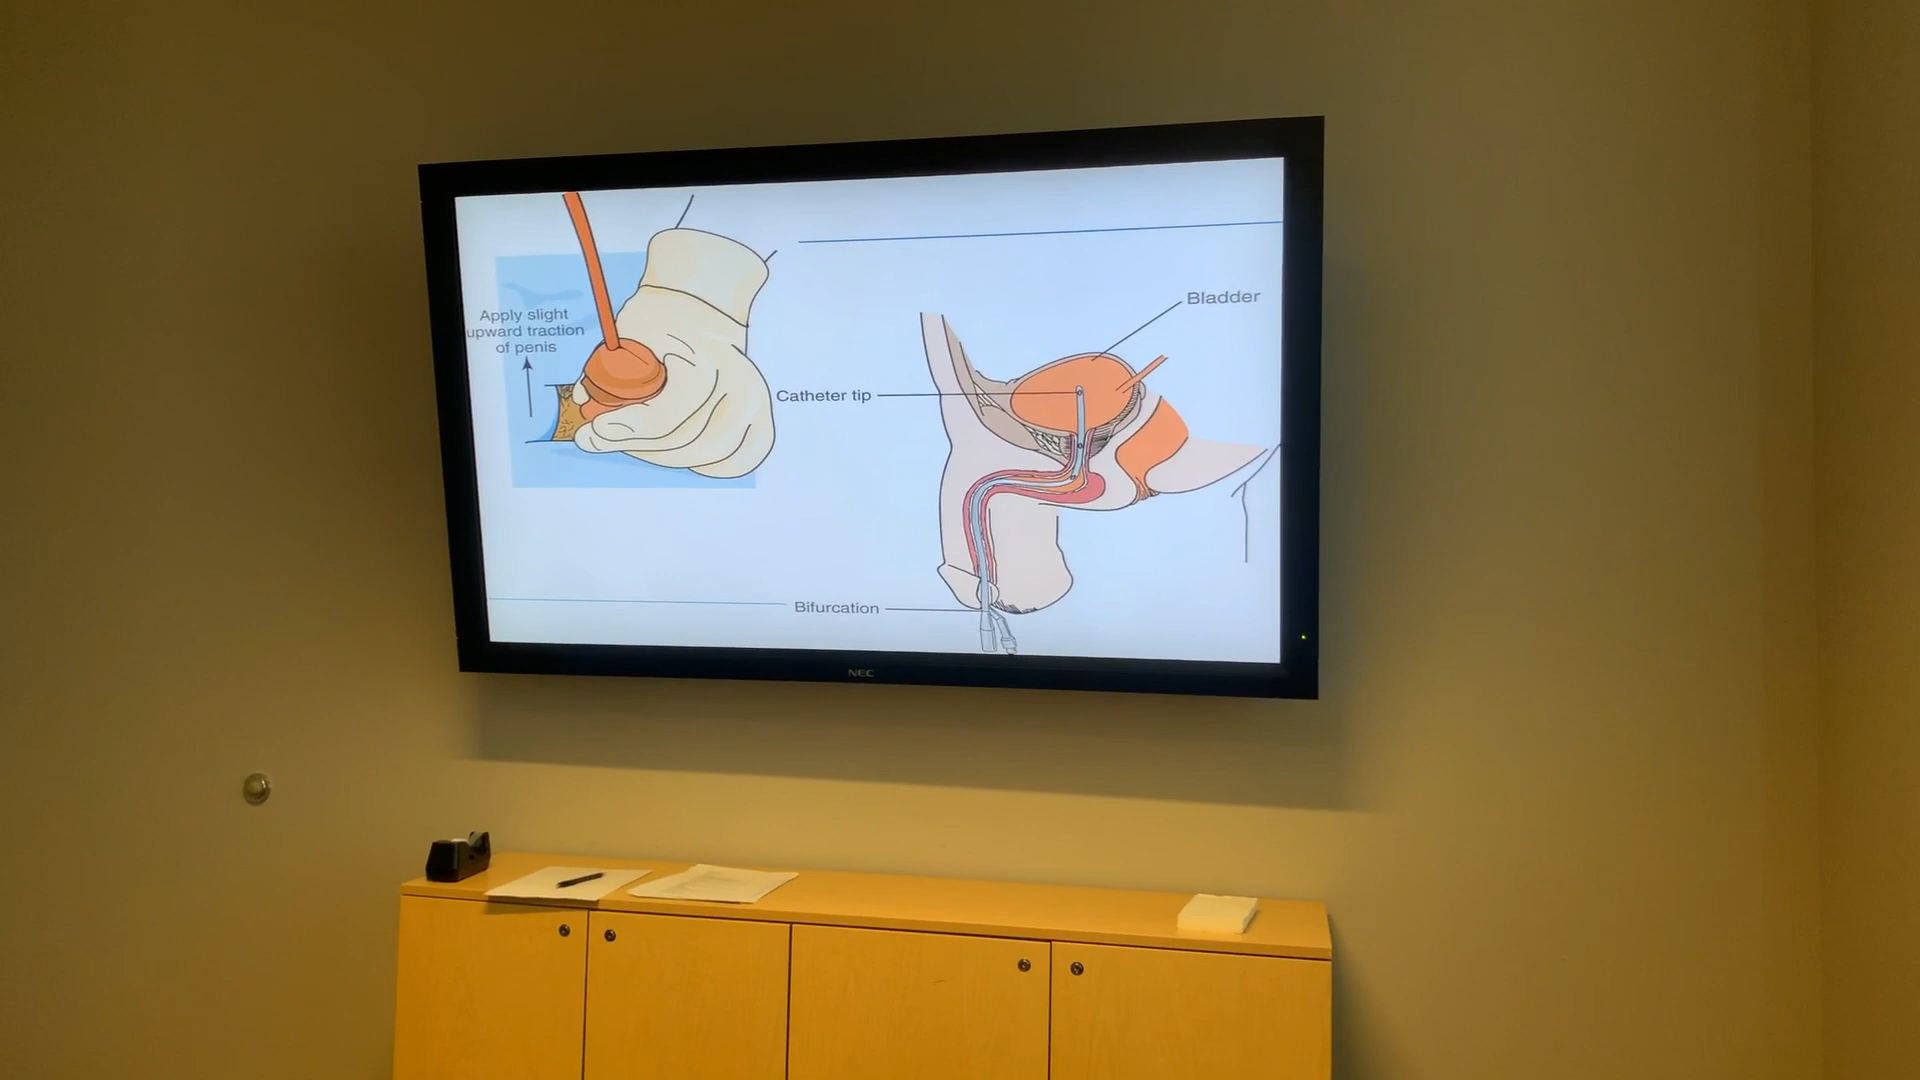 Apply slight
upward traction
of penis
Bladder
Catheter tip
Bifurcation
NEC